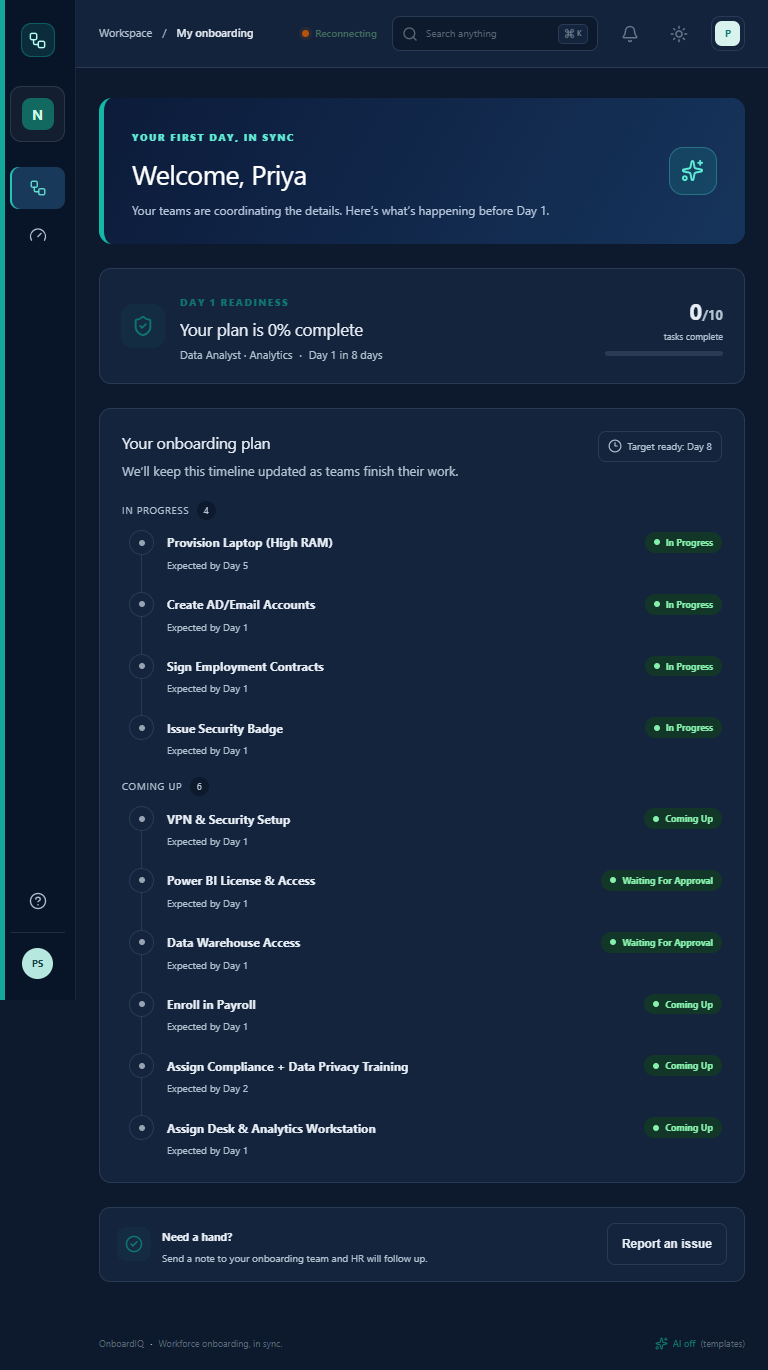 Workspace / My onboarding
Reconnecting
Search anything
⌘ K
P
N
YOUR FIRST DAY, IN SYNC
Welcome, Priya
Your teams are coordinating the details. Here's what's happening before Day 1.
DAY 1 READINESS
Your plan is 0% complete
Data Analyst · Analytics · Day 1 in 8 days
0/10
tasks complete
Your onboarding plan
Target ready: Day 8
We'll keep this timeline updated as teams finish their work.
IN PROGRESS 4
Provision Laptop (High RAM)
In Progress
Expected by Day 5
Create AD/Email Accounts
In Progress
Expected by Day 1
Sign Employment Contracts
In Progress
Expected by Day 1
Issue Security Badge
In Progress
Expected by Day 1
COMING UP 6
VPN & Security Setup
Coming Up
Expected by Day 1
Power BI License & Access
Waiting For Approval
Expected by Day 1
Data Warehouse Access
Waiting For Approval
Expected by Day 1
Enroll in Payroll
Coming Up
Expected by Day 1
Assign Compliance + Data Privacy Training
Coming Up
Expected by Day 2
Assign Desk & Analytics Workstation
Coming Up
Expected by Day 1
PS
Need a hand?
Send a note to your onboarding team and HR will follow up.
Report an issue
OnboardIQ · Workforce onboarding, in sync.
AI off (templates)